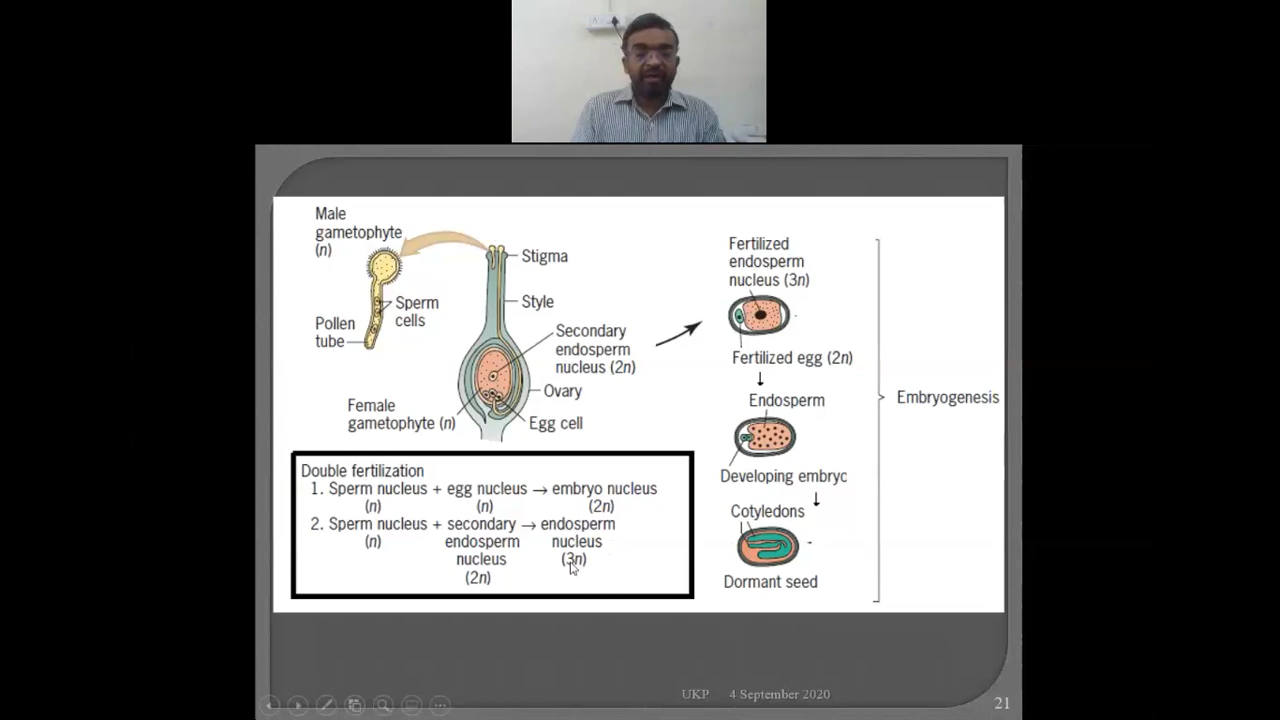 Male
gametophyte
(n)
Stigma
Sperm
cells
Style
Pollen
tube
Secondary
endosperm
nucleus (2n)
Ovary
Female
gametophyte (n)
Egg cell
Fertilized
endosperm
nucleus (3n)
Fertilized egg (2n)
Endosperm
Developing embryo
Cotyledons
Dormant seed
Embryogenesis
Double fertilization
1. Sperm nucleus + egg nucleus → embryo nucleus
(n) (n) (2n)
2. Sperm nucleus + secondary → endosperm
(n) endosperm nucleus
nucleus (3n)
(2n)
UKP 4 September 2020
21